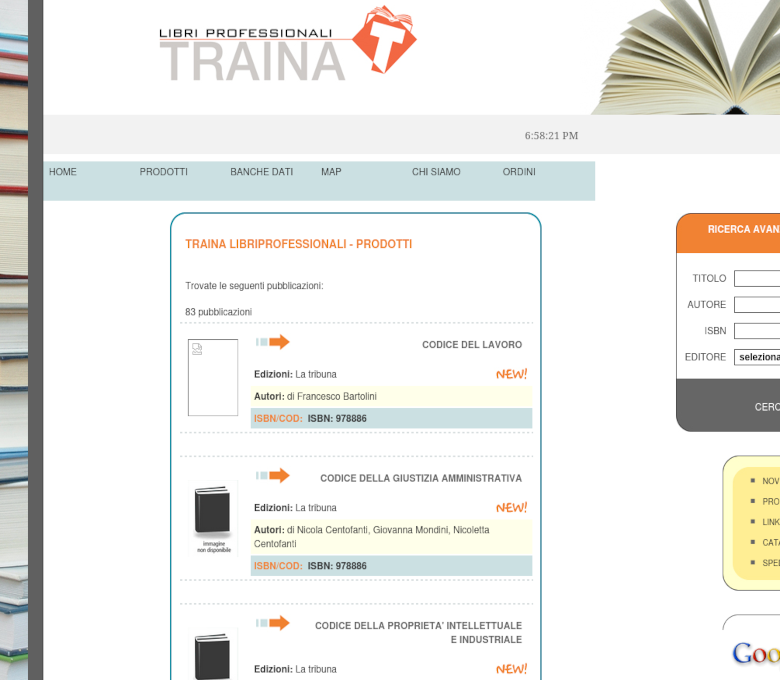 LIBRI PROFESSIONALI
TRAINA
T
6:58:21 PM
HOME PRODOTTI BANCHE DATI MAP CHI SIAMO ORDINI
TRAINA LIBRIPROFESSIONALI - PRODOTTI
Trovate le seguenti pubblicazioni:
83 pubblicazioni
CODICE DEL LAVORO
Edizioni: La tribuna NEW!
Autori: di Francesco Bartolini
ISBN/COD: ISBN: 978886
CODICE DELLA GIUSTIZIA AMMINISTRATIVA
immagine
non disponibile
Edizioni: La tribuna NEW!
Autori: di Nicola Centofanti, Giovanna Mondini, Nicoletta
Centofanti
ISBN/COD: ISBN: 978886
CODICE DELLA PROPRIETA' INTELLETTUALE
E INDUSTRIALE
Edizioni: La tribuna NEW!
RICERCA AVAN
TITOLO
AUTORE
ISBN
EDITORE seleziona
CERC
NOV
PRO
LINK
CATA
SPE
Goo